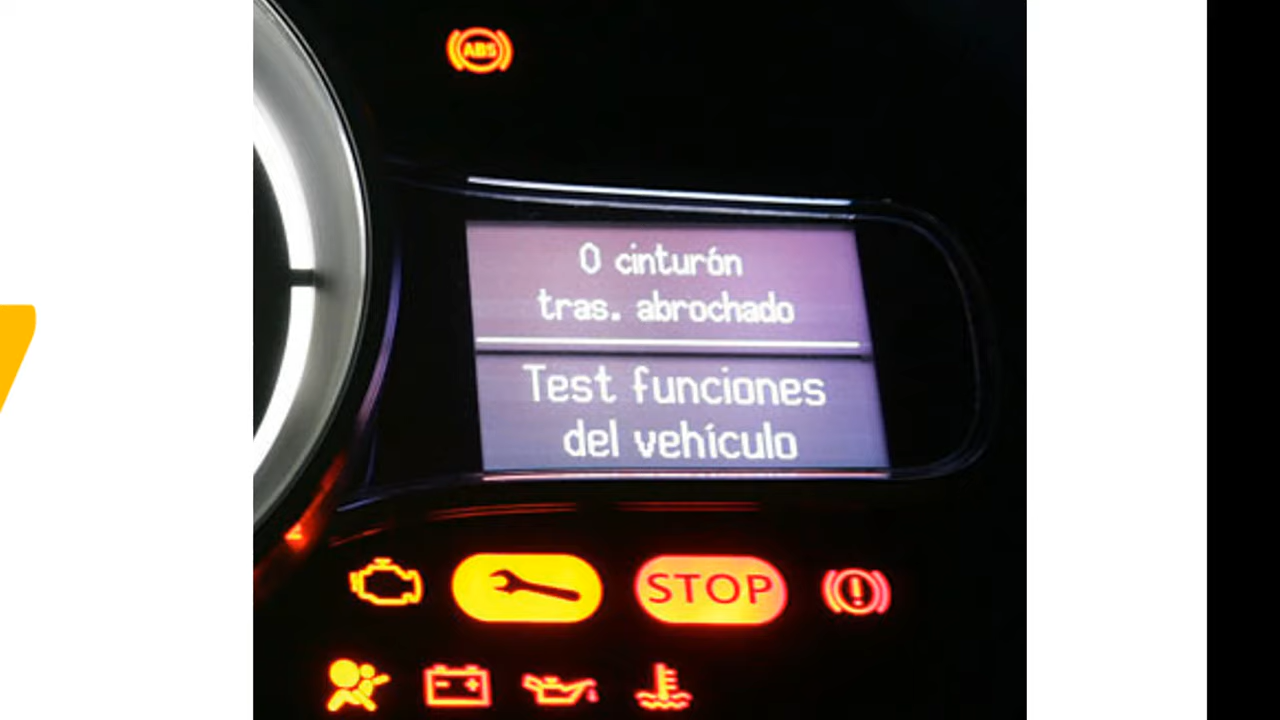 ABS
0 cinturón
tras. abrochado
Test funciones
del vehículo
STOP